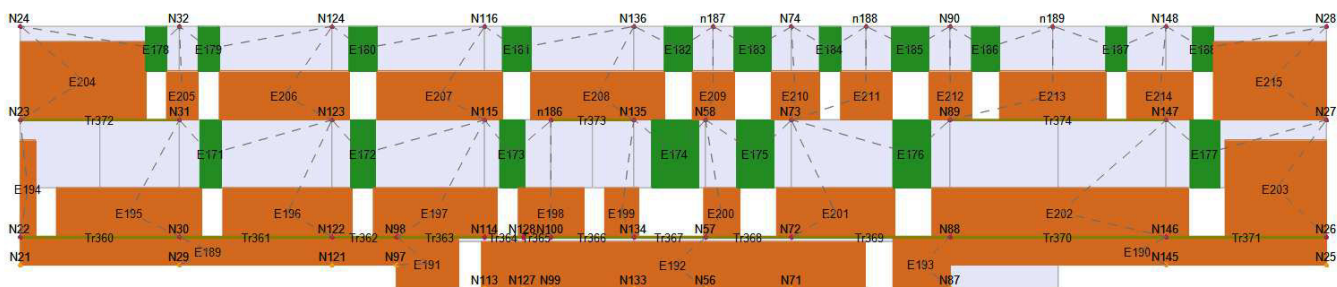 N24 N32 N124 N116 N136 n187 N74 n188 N90 n189 N148 N28
E178 E179 E180 E181 E182 E183 E184 E185 E186 E187 E188
E204 E205 E206 E207 E208 E209 E210 E211 E212 E213 E214 E215
N23 N31 N123 N115 n186 N135 N58 N73 N89 N147 N27
Tr372 Tr373 Tr374
E171 E172 E173 E174 E175 E176 E177
E194 E203
E195 E196 E197 E198 E199 E200 E201 E202
N22 N30 N122 N98 N114 N128 N100 N134 N57 N72 N88 N146 N26
Tr360 Tr361 Tr362 Tr363 Tr364 Tr365 Tr366 Tr367 Tr368 Tr369 Tr370 Tr371
E189 E190
N21 N29 N121 N97 E191 E192 E193 N145 N25
N113 N127 N99 N133 N56 N71 N87